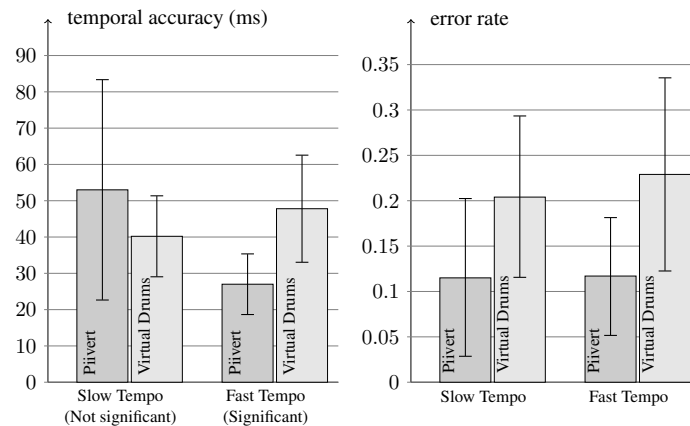 temporal accuracy (ms)
90
80
70
60
50
40
30
20
10
0
Piivert
Virtual Drums
Piivert
Virtual Drums
Slow Tempo
(Not significant)
Fast Tempo
(Significant)
error rate
0.35
0.3
0.25
0.2
0.15
0.1
0.05
0
Piivert
Virtual Drums
Piivert
Virtual Drums
Slow Tempo
Fast Tempo